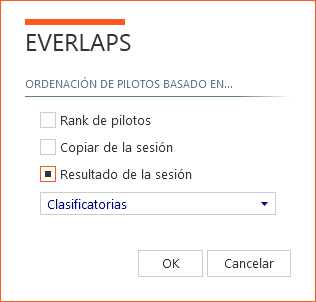 EVERLAPS
ORDENACIÓN DE PILOTOS BASADO EN...
Rank de pilotos
Copiar de la sesión
Resultado de la sesión
Clasificatorias
OK Cancelar